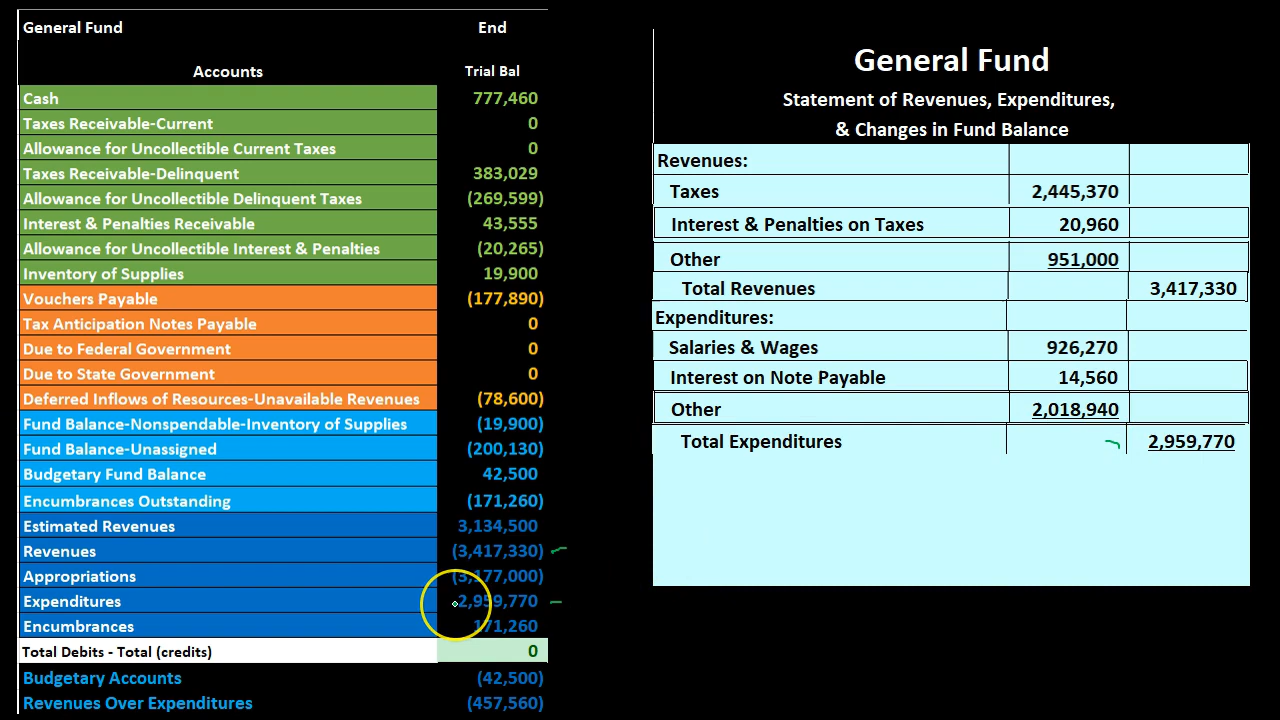 General Fund End
Accounts Trial Bal
Cash 777,460
Taxes Receivable-Current 0
Allowance for Uncollectible Current Taxes 0
Taxes Receivable-Delinquent 383,029
Allowance for Uncollectible Delinquent Taxes (269,599)
Interest & Penalties Receivable 43,555
Allowance for Uncollectible Interest & Penalties (20,265)
Inventory of Supplies 19,900
Vouchers Payable (177,890)
Tax Anticipation Notes Payable 0
Due to Federal Government 0
Due to State Government 0
Deferred Inflows of Resources-Unavailable Revenues (78,600)
Fund Balance-Nonspendable-Inventory of Supplies (19,900)
Fund Balance-Unassigned (200,130)
Budgetary Fund Balance 42,500
Encumbrances Outstanding (171,260)
Estimated Revenues 3,134,500
Revenues (3,417,330)
Appropriations (3,177,000)
Expenditures 2,959,770
Encumbrances 171,260
Total Debits - Total (credits) 0
Budgetary Accounts (42,500)
Revenues Over Expenditures (457,560)
General Fund
Statement of Revenues, Expenditures,
& Changes in Fund Balance
Revenues:
Taxes 2,445,370
Interest & Penalties on Taxes 20,960
Other 951,000
Total Revenues 3,417,330
Expenditures:
Salaries & Wages 926,270
Interest on Note Payable 14,560
Other 2,018,940
Total Expenditures 2,959,770